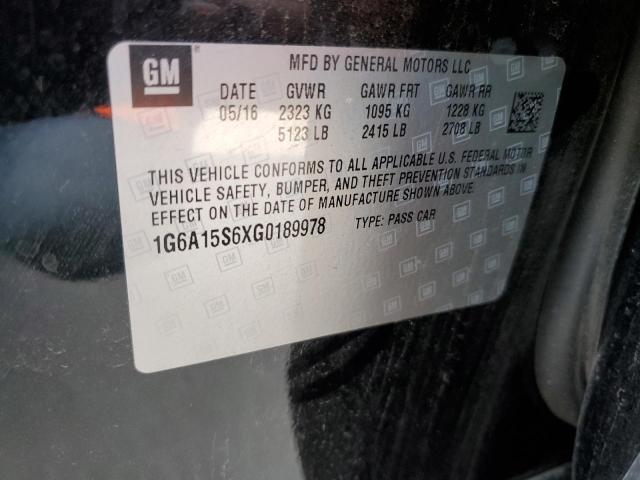 GM
MFD BY GENERAL MOTORS LLC
DATE GVWR GAWR FRT GAWR RR
05/16 2323 KG 1095 KG 1228 KG
5123 LB 2415 LB 2708 LB
THIS VEHICLE CONFORMS TO ALL APPLICABLE U.S. FEDERAL MOTOR
VEHICLE SAFETY, BUMPER, AND THEFT PREVENTION STANDARDS IN
EFFECT ON THE DATE OF MANUFACTURE SHOWN ABOVE.
1G6A15S6XG0189978 TYPE: PASS CAR